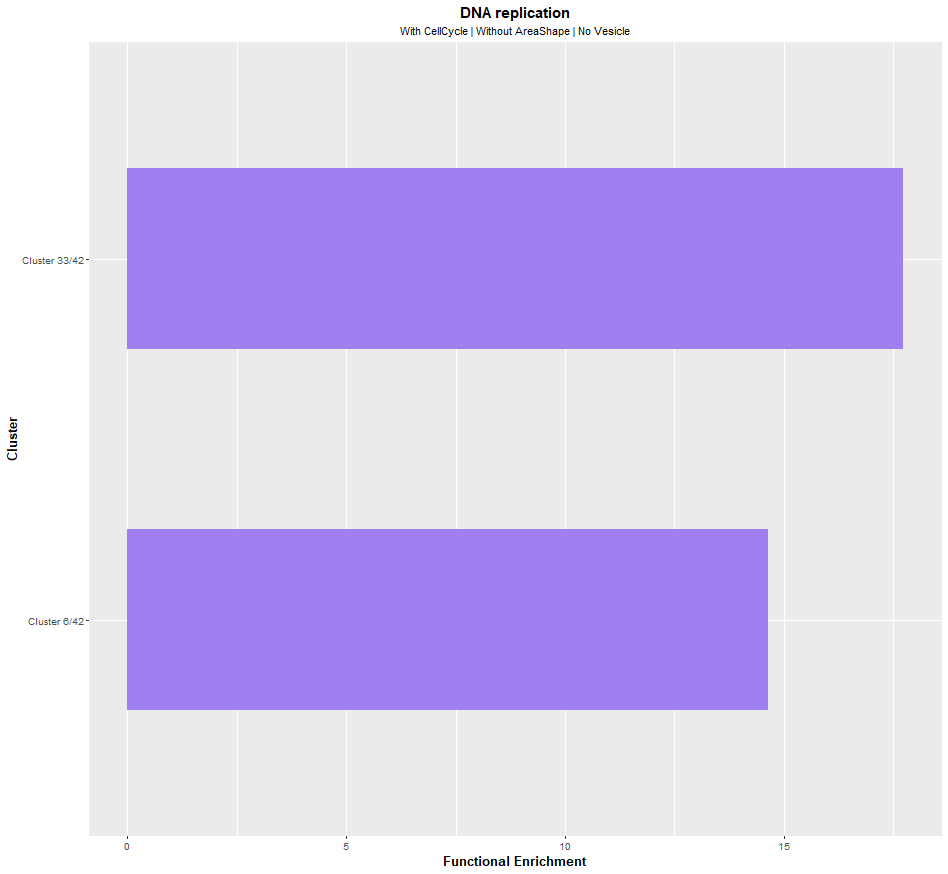 DNA replication
With CellCycle | Without AreaShape | No Vesicle
Cluster
Cluster 33/42
Cluster 6/42
0 5 10 15
Functional Enrichment